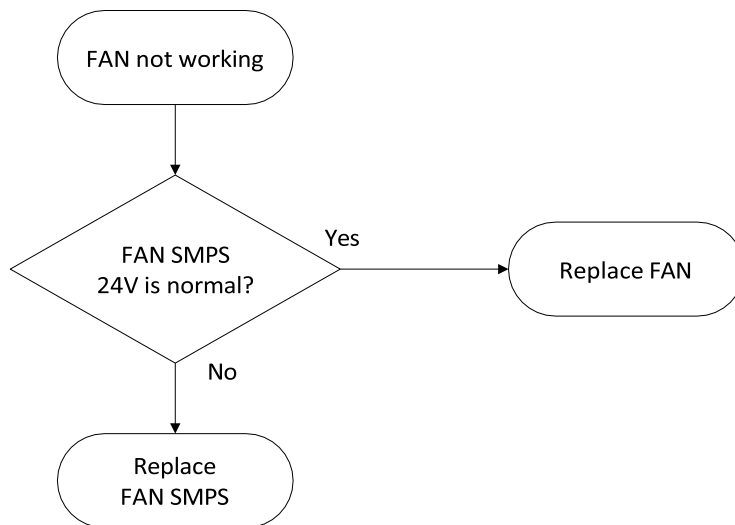 FAN not working
FAN SMPS
24V is normal?
Yes
Replace FAN
No
Replace
FAN SMPS